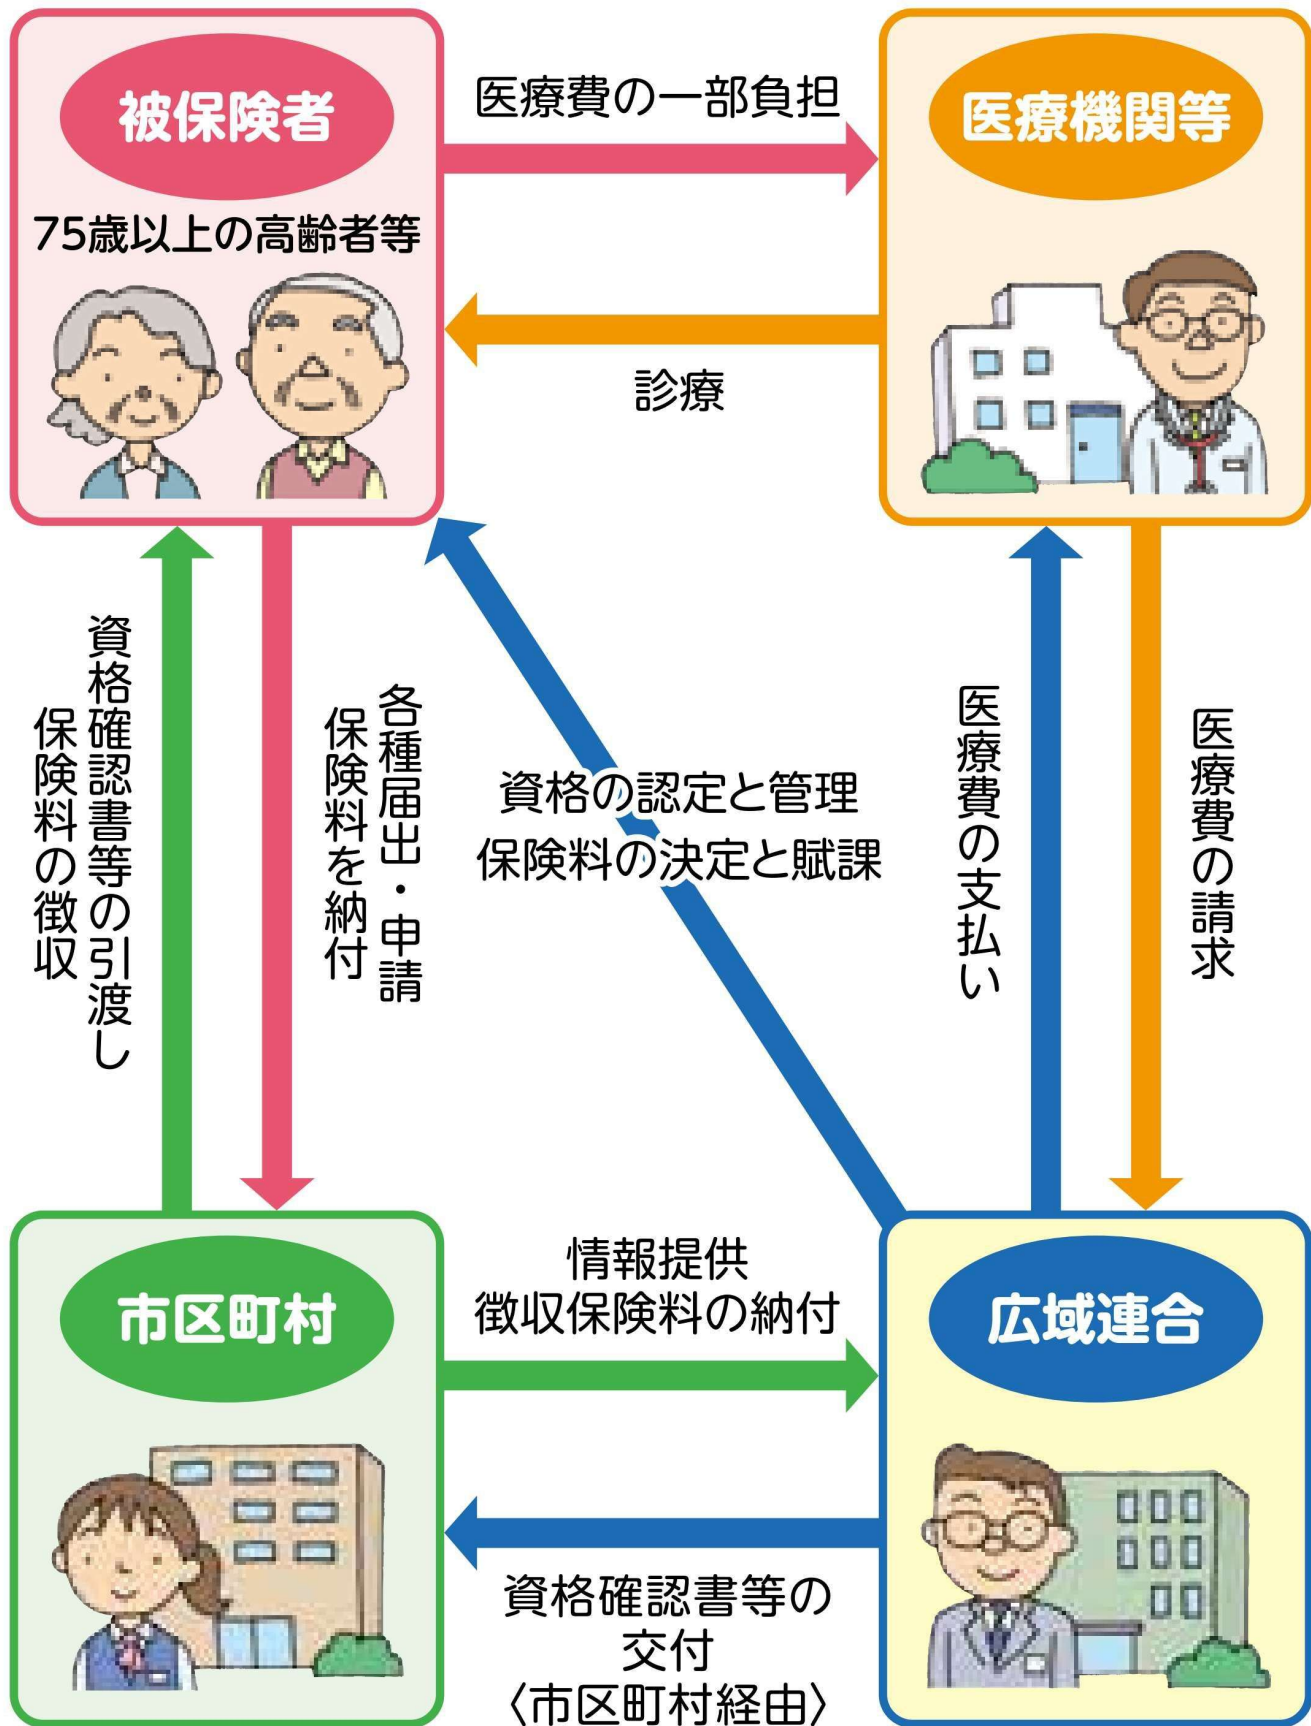 被保険者
75歳以上の高齢者等
医療費の一部負担
診療
医療機関等
資格確認書等の引渡し
保険料の徴収
各種届出・申請
保険料を納付
資格の認定と管理
保険料の決定と賦課
医療費の支払い
医療費の請求
市区町村
情報提供
徴収保険料の納付
資格確認書等の
交付
〈市区町村経由〉
広域連合